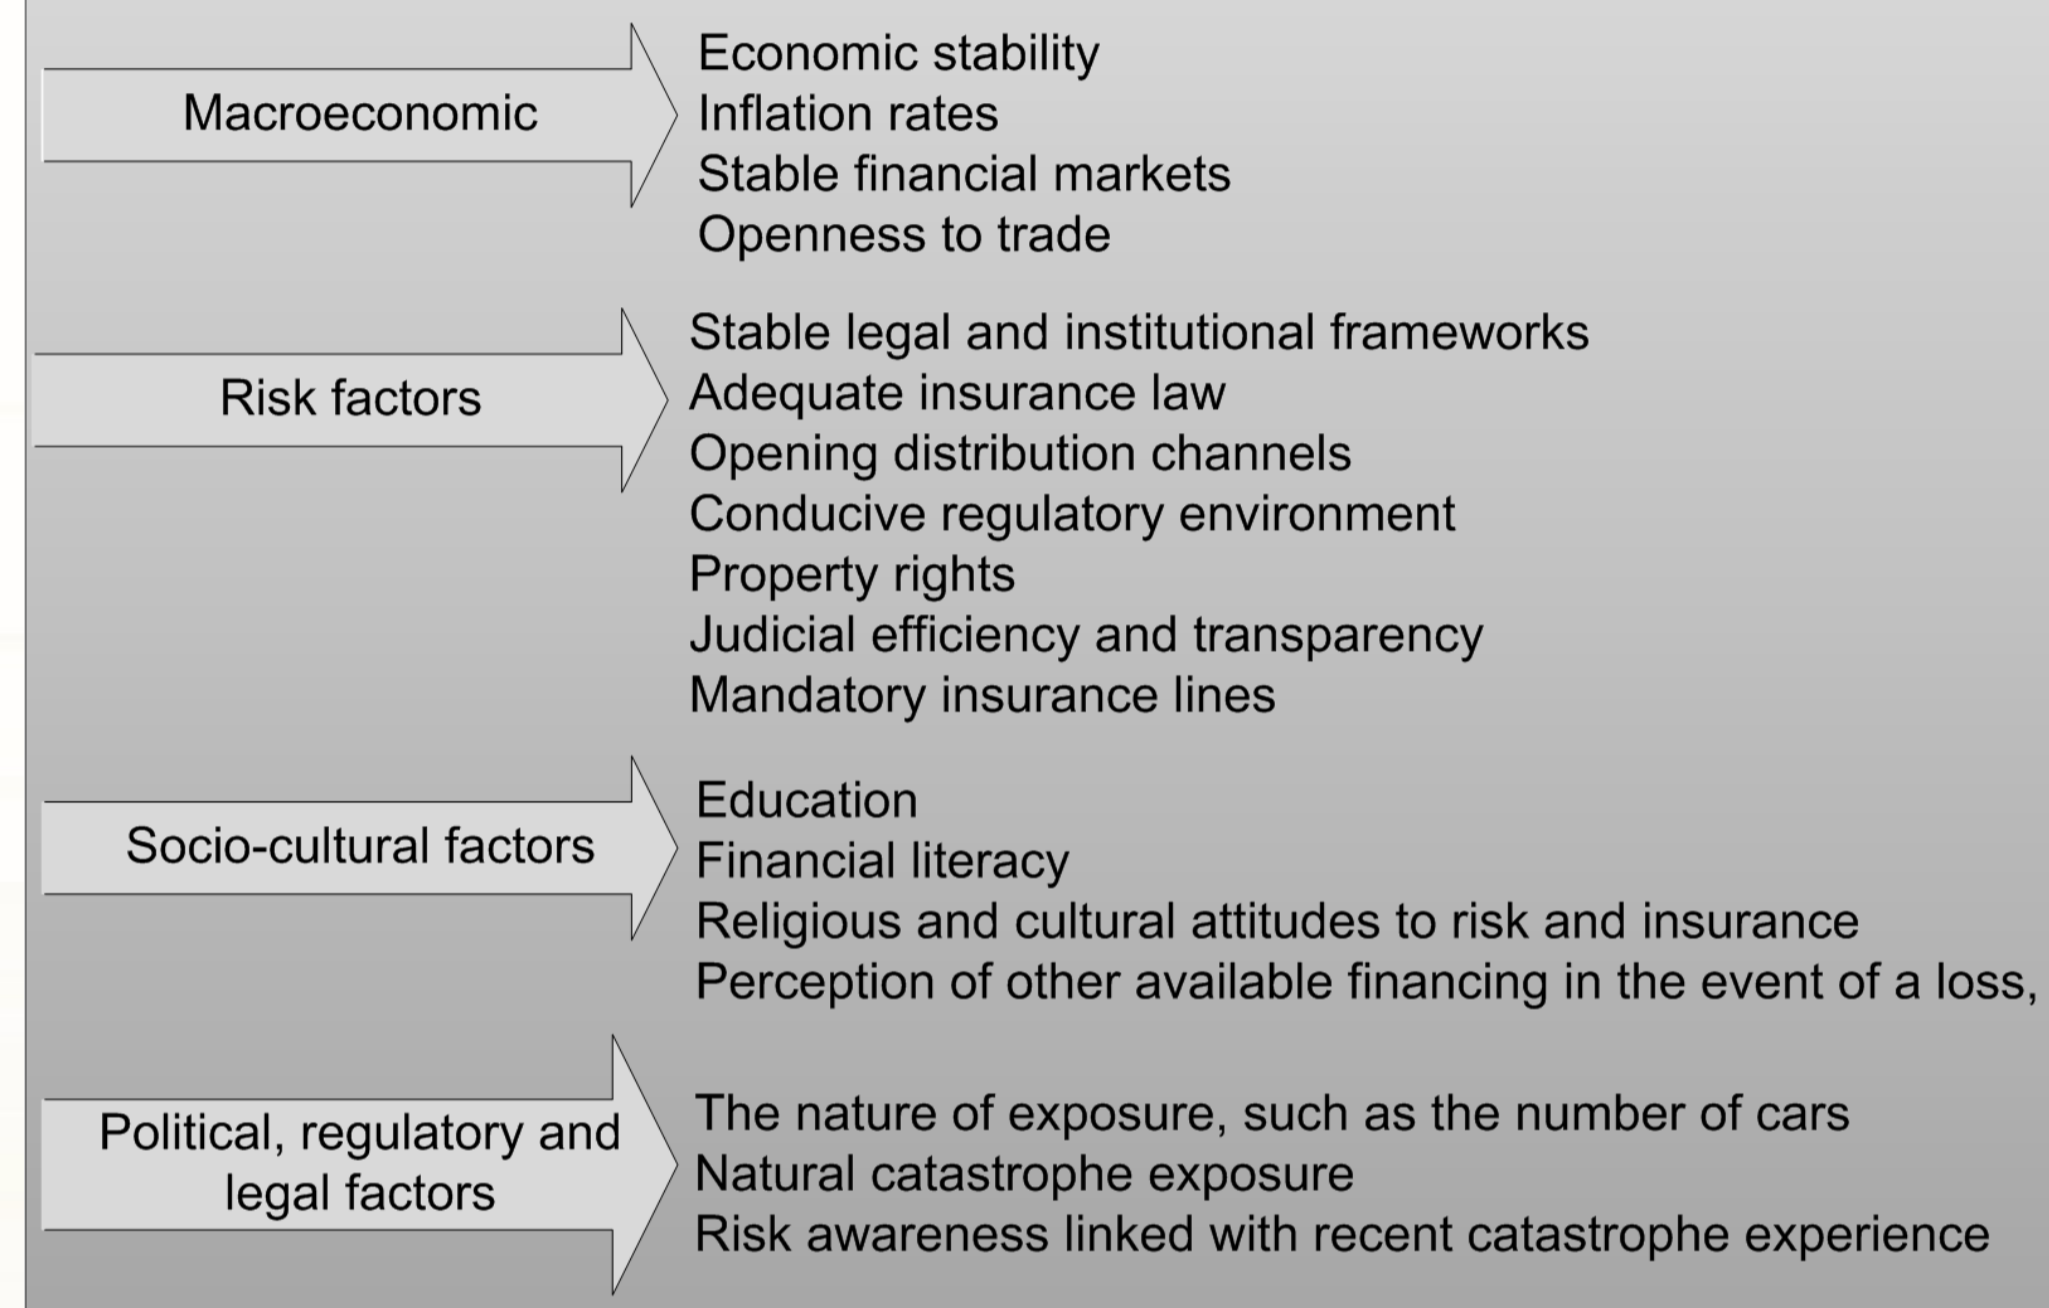 Macroeconomic
Economic stability
Inflation rates
Stable financial markets
Openness to trade
Risk factors
Stable legal and institutional frameworks
Adequate insurance law
Opening distribution channels
Conducive regulatory environment
Property rights
Judicial efficiency and transparency
Mandatory insurance lines
Socio-cultural factors
Education
Financial literacy
Religious and cultural attitudes to risk and insurance
Perception of other available financing in the event of a loss,
Political, regulatory and
legal factors
The nature of exposure, such as the number of cars
Natural catastrophe exposure
Risk awareness linked with recent catastrophe experience